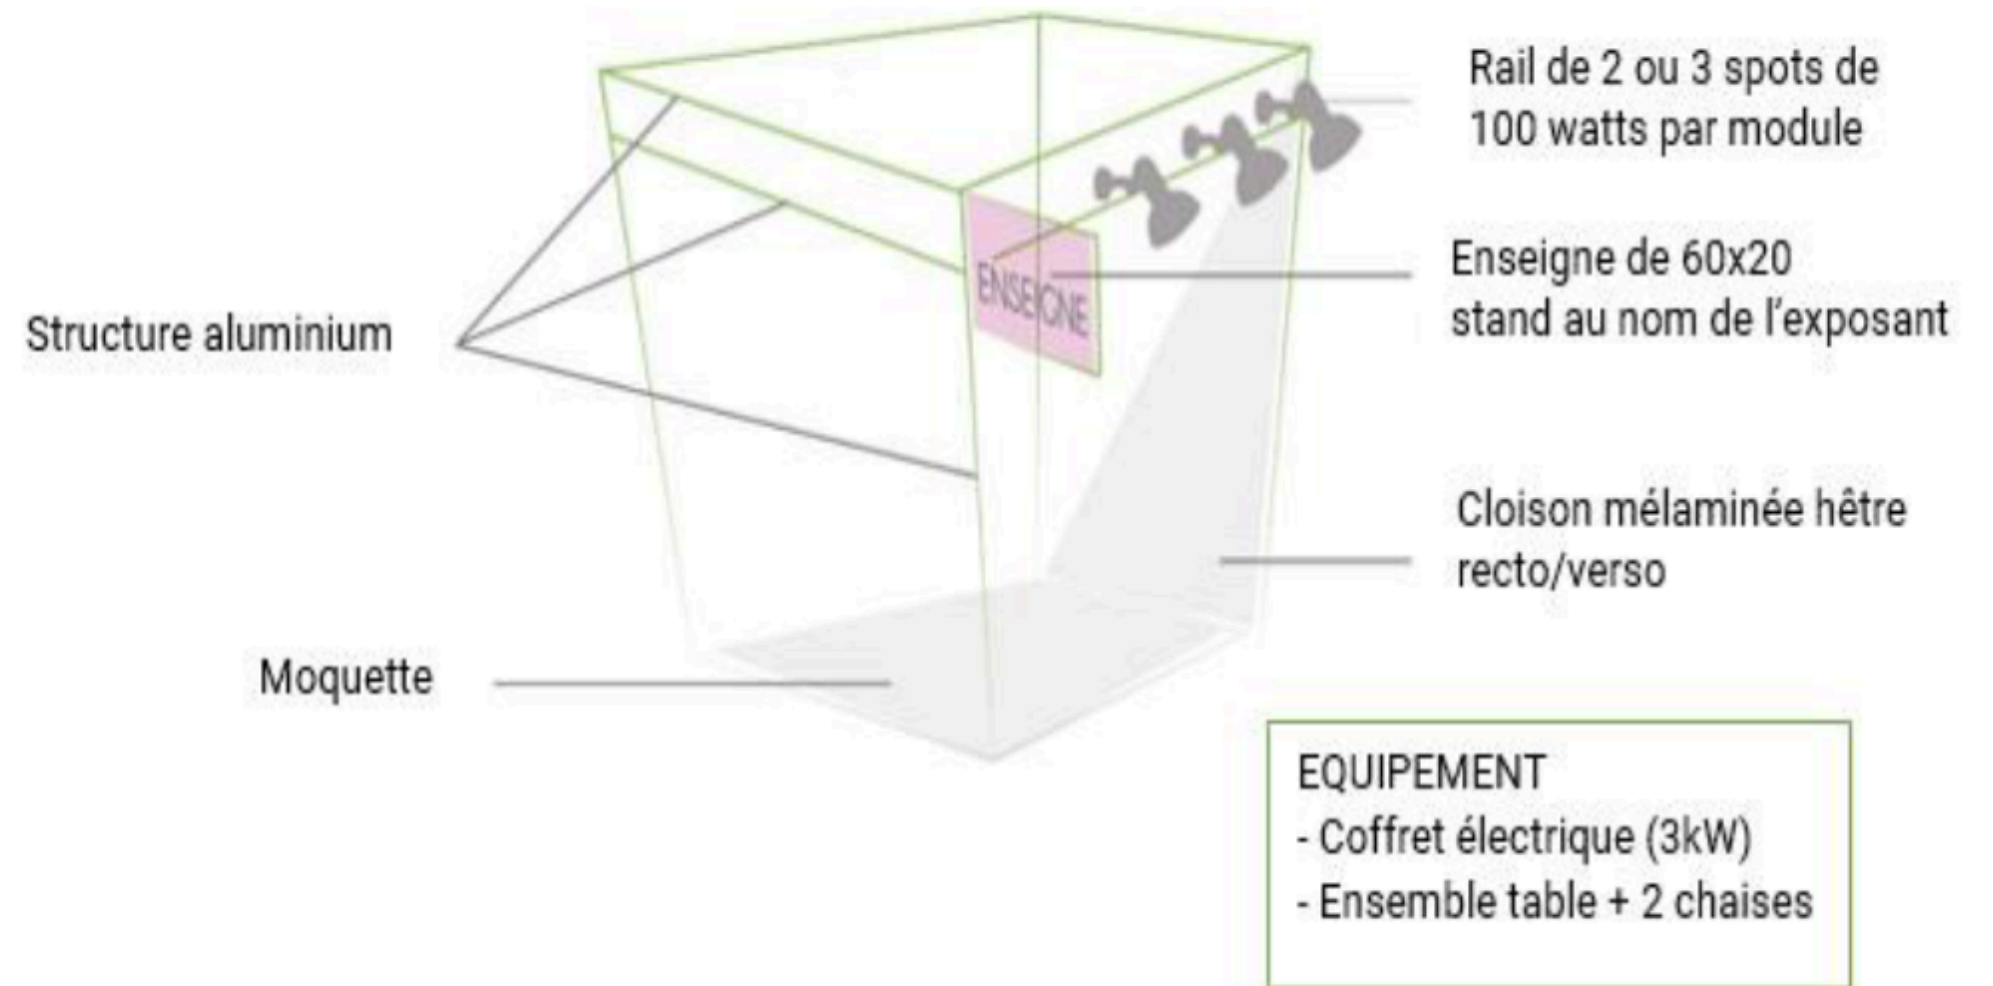 Rail de 2 ou 3 spots de
100 watts par module
ENSEIGNE
Enseigne de 60x20
stand au nom de l'exposant
Structure aluminium
Cloison mélaminée hêtre
recto/verso
Moquette
EQUIPEMENT
- Coffret électrique (3kW)
- Ensemble table + 2 chaises